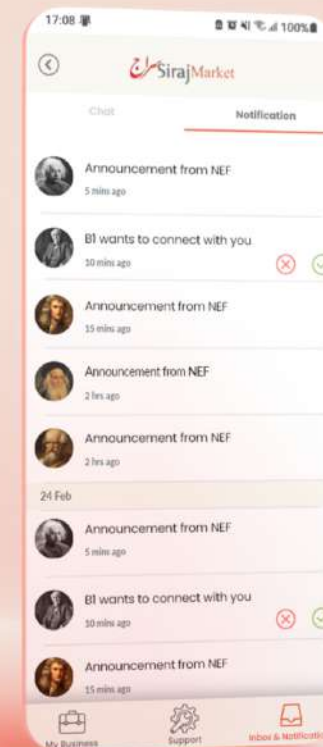 17:08
100%
سراج
SirajMarket
Chat
Notification
Announcement from NEF
5 mins ago
B1 wants to connect with you
10 mins ago
Announcement from NEF
15 mins ago
Announcement from NEF
2 hrs ago
Announcement from NEF
2 hrs ago
24 Feb
Announcement from NEF
5 mins ago
B1 wants to connect with you
10 mins ago
Announcement from NEF
15 mins ago
My Business
Support
Inbox & Notification